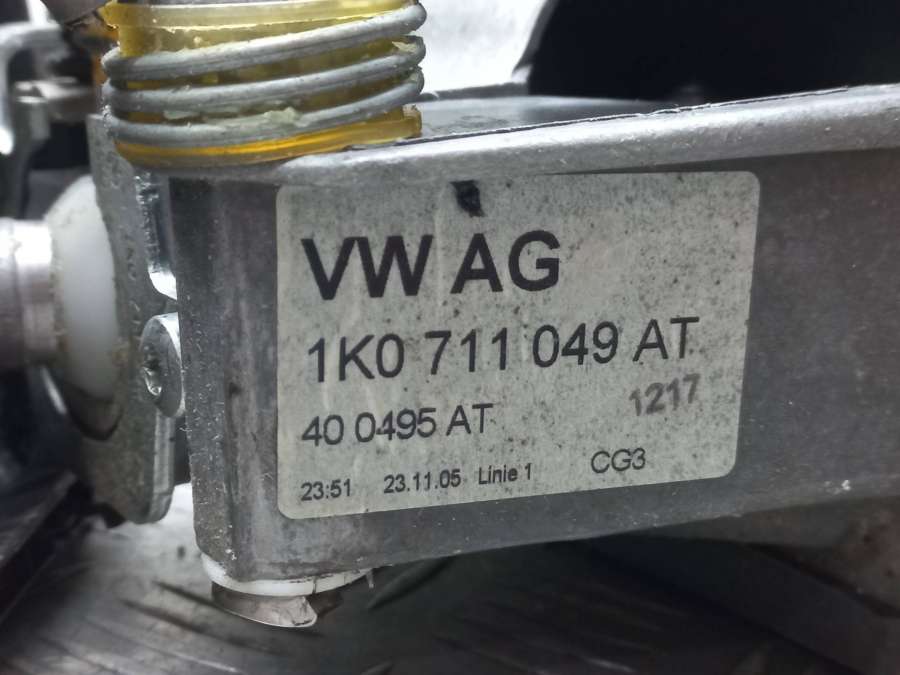 VW AG
1K0 711 049 AT
40 0495 AT 1217
23:51 23.11.05 Linie 1 CG3